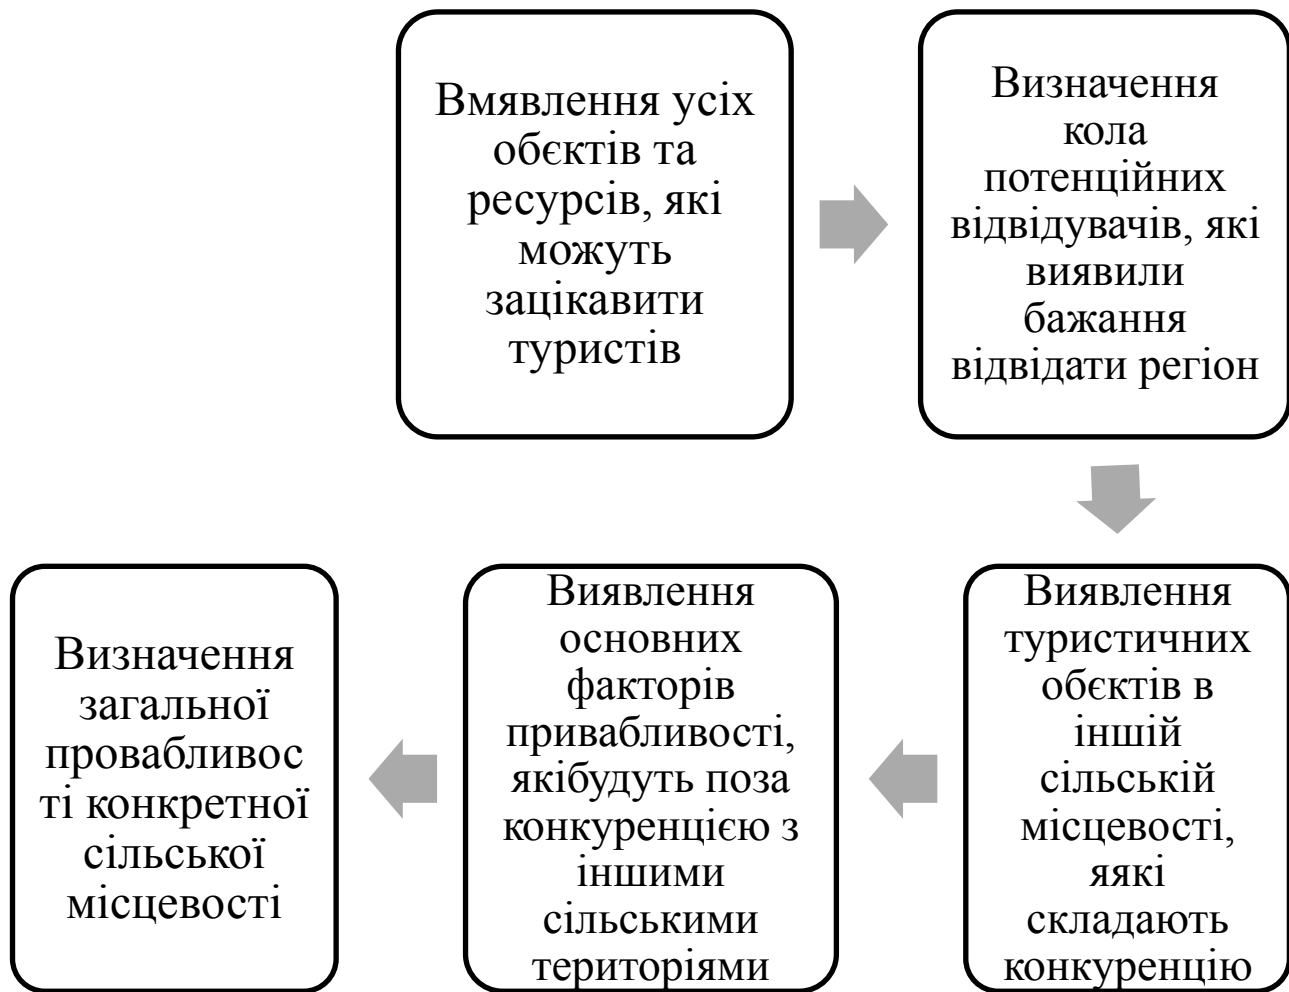 Вмявлення усіх
обєктів та
ресурсів, які
можуть
зацікавити
туристів
Визначення
кола
потенційних
відвідувачів, які
виявили
бажання
відвідати регіон
Виявлення
туристичних
обєктів в
іншій
сільській
місцевості,
яякі
складають
конкуренцію
Виявлення
основних
факторів
привабливості,
якібудуть поза
конкуренцією з
іншими
сільськими
територіями
Визначення
загальної
провабливос
ті конкретної
сільської
місцевості